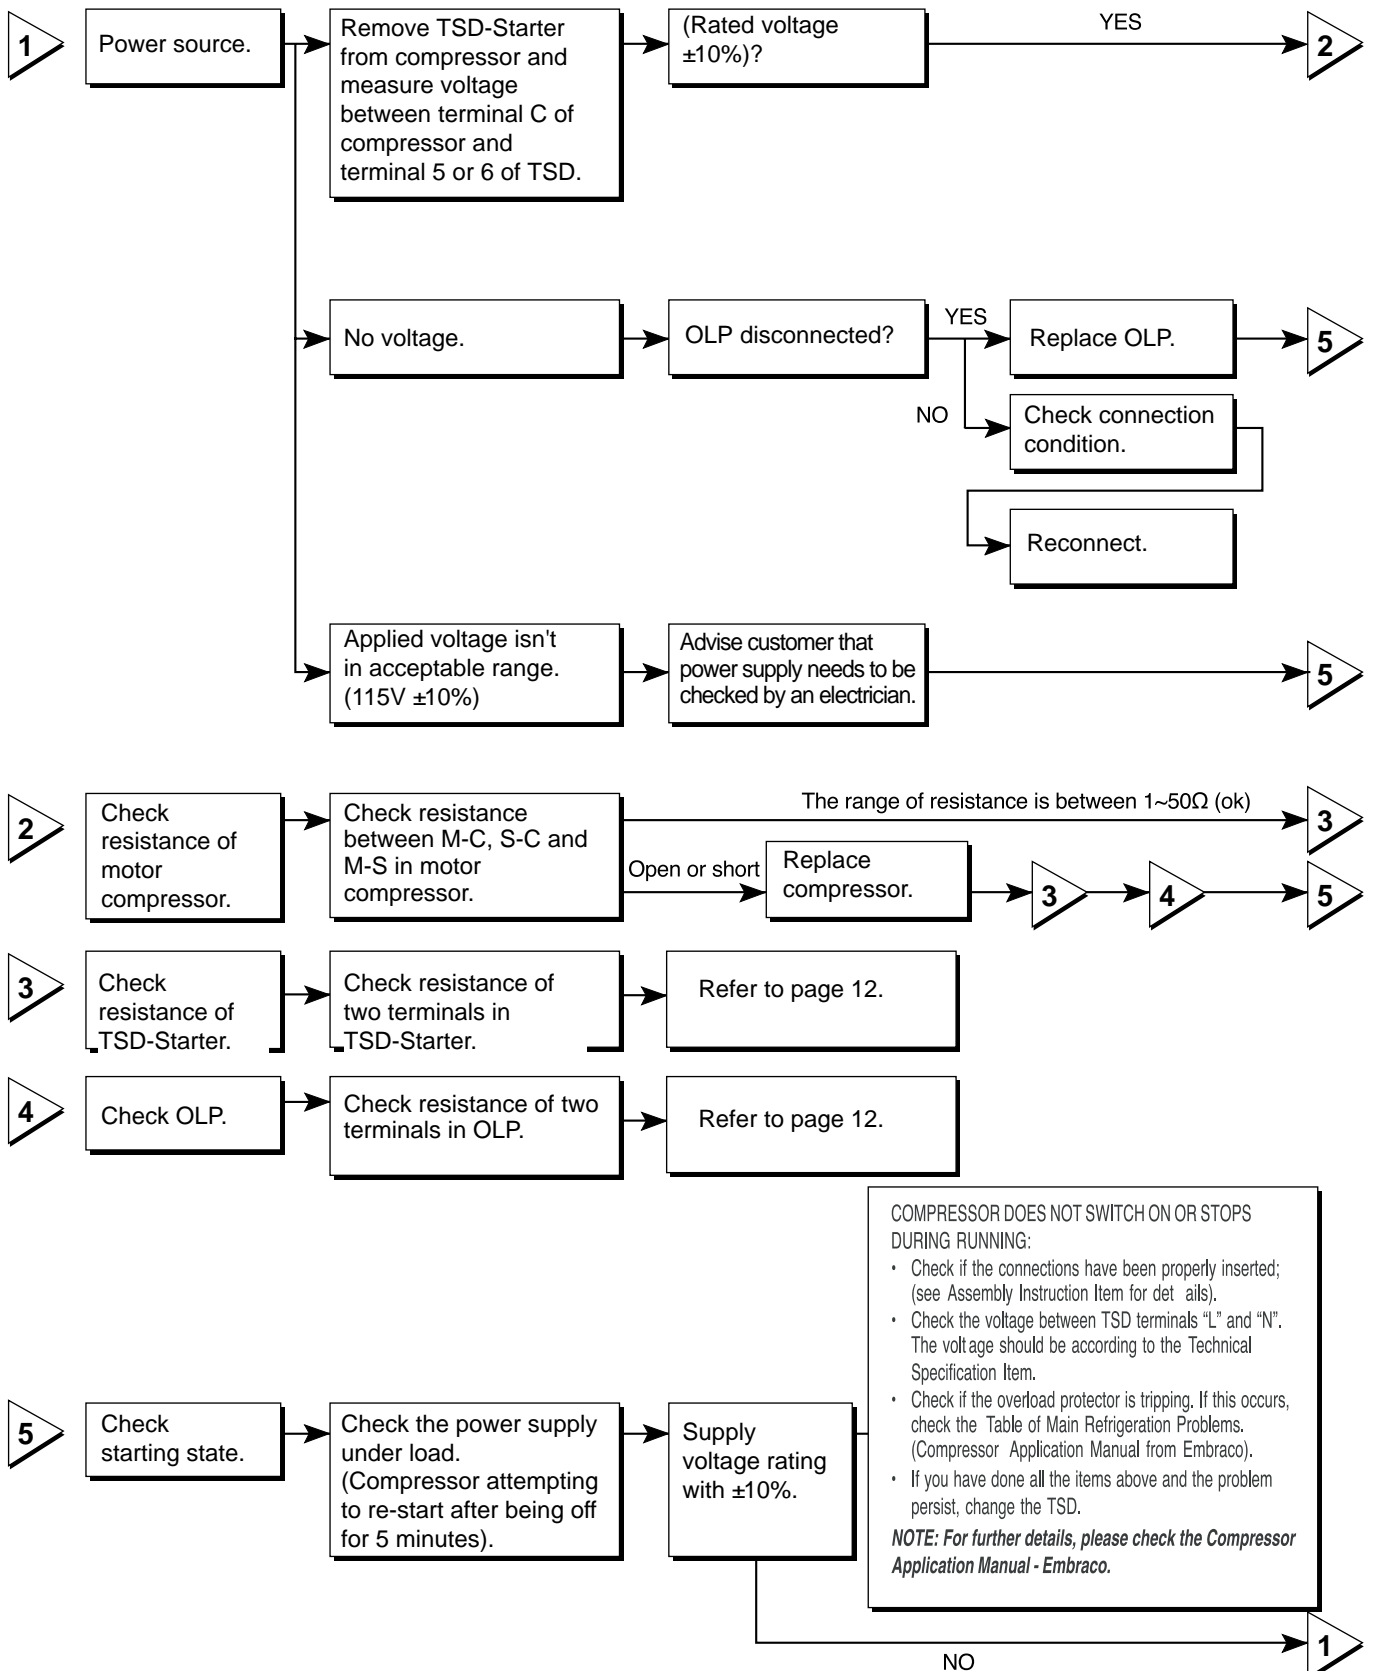 1
Power source.
Remove TSD-Starter
from compressor and
measure voltage
between terminal C of
compressor and
terminal 5 or 6 of TSD.
(Rated voltage
±10%)?
YES
2
No voltage.
OLP disconnected?
YES
Replace OLP.
5
NO
Check connection
condition.
Reconnect.
Applied voltage isn't
in acceptable range.
(115V ±10%)
Advise customer that
power supply needs to be
checked by an electrician.
5
2
Check
resistance of
motor
compressor.
Check resistance
between M-C, S-C and
M-S in motor
compressor.
The range of resistance is between 1~50Ω (ok)
3
Open or short
Replace
compressor.
3
4
5
3
Check
resistance of
TSD-Starter.
Check resistance of
two terminals in
TSD-Starter.
Refer to page 12.
4
Check OLP.
Check resistance of two
terminals in OLP.
Refer to page 12.
5
Check
starting state.
Check the power supply
under load.
(Compressor attempting
to re-start after being off
for 5 minutes).
Supply
voltage rating
with ±10%.
COMPRESSOR DOES NOT SWITCH ON OR STOPS
DURING RUNNING:
• Check if the connections have been properly inserted;
(see Assembly Instruction Item for det ails).
• Check the voltage between TSD terminals “L” and “N”.
The volt age should be according to the Technical
Specification Item.
• Check if the overload protector is tripping. If this occurs,
check the Table of Main Refrigeration Problems.
(Compressor Application Manual from Embraco).
• If you have done all the items above and the problem
persist, change the TSD.
NOTE: For further details, please check the Compressor
Application Manual - Embraco.
NO
1